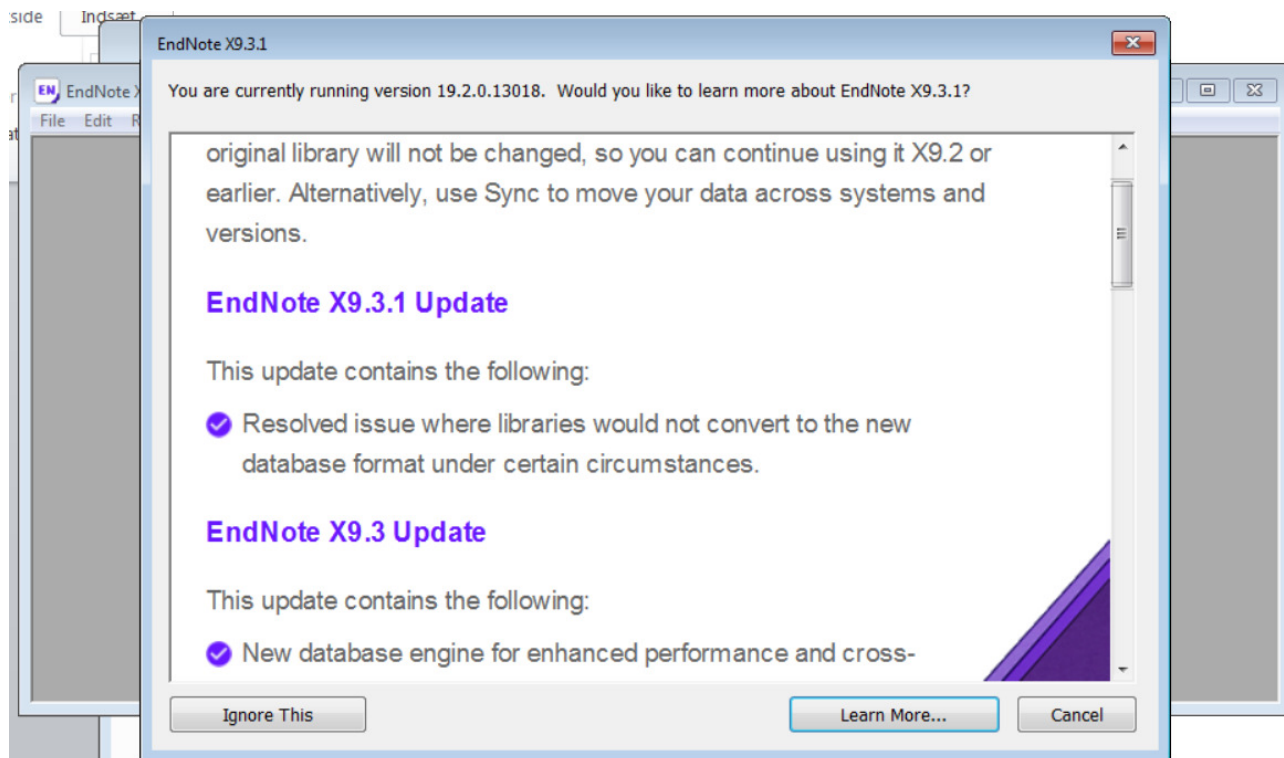 side Indsæt
EndNote X9.3.1
EN EndNote X
You are currently running version 19.2.0.13018. Would you like to learn more about EndNote X9.3.1?
File Edit R
original library will not be changed, so you can continue using it X9.2 or
earlier. Alternatively, use Sync to move your data across systems and
versions.
EndNote X9.3.1 Update
This update contains the following:
Resolved issue where libraries would not convert to the new
database format under certain circumstances.
EndNote X9.3 Update
This update contains the following:
New database engine for enhanced performance and cross-
Ignore This
Learn More...
Cancel